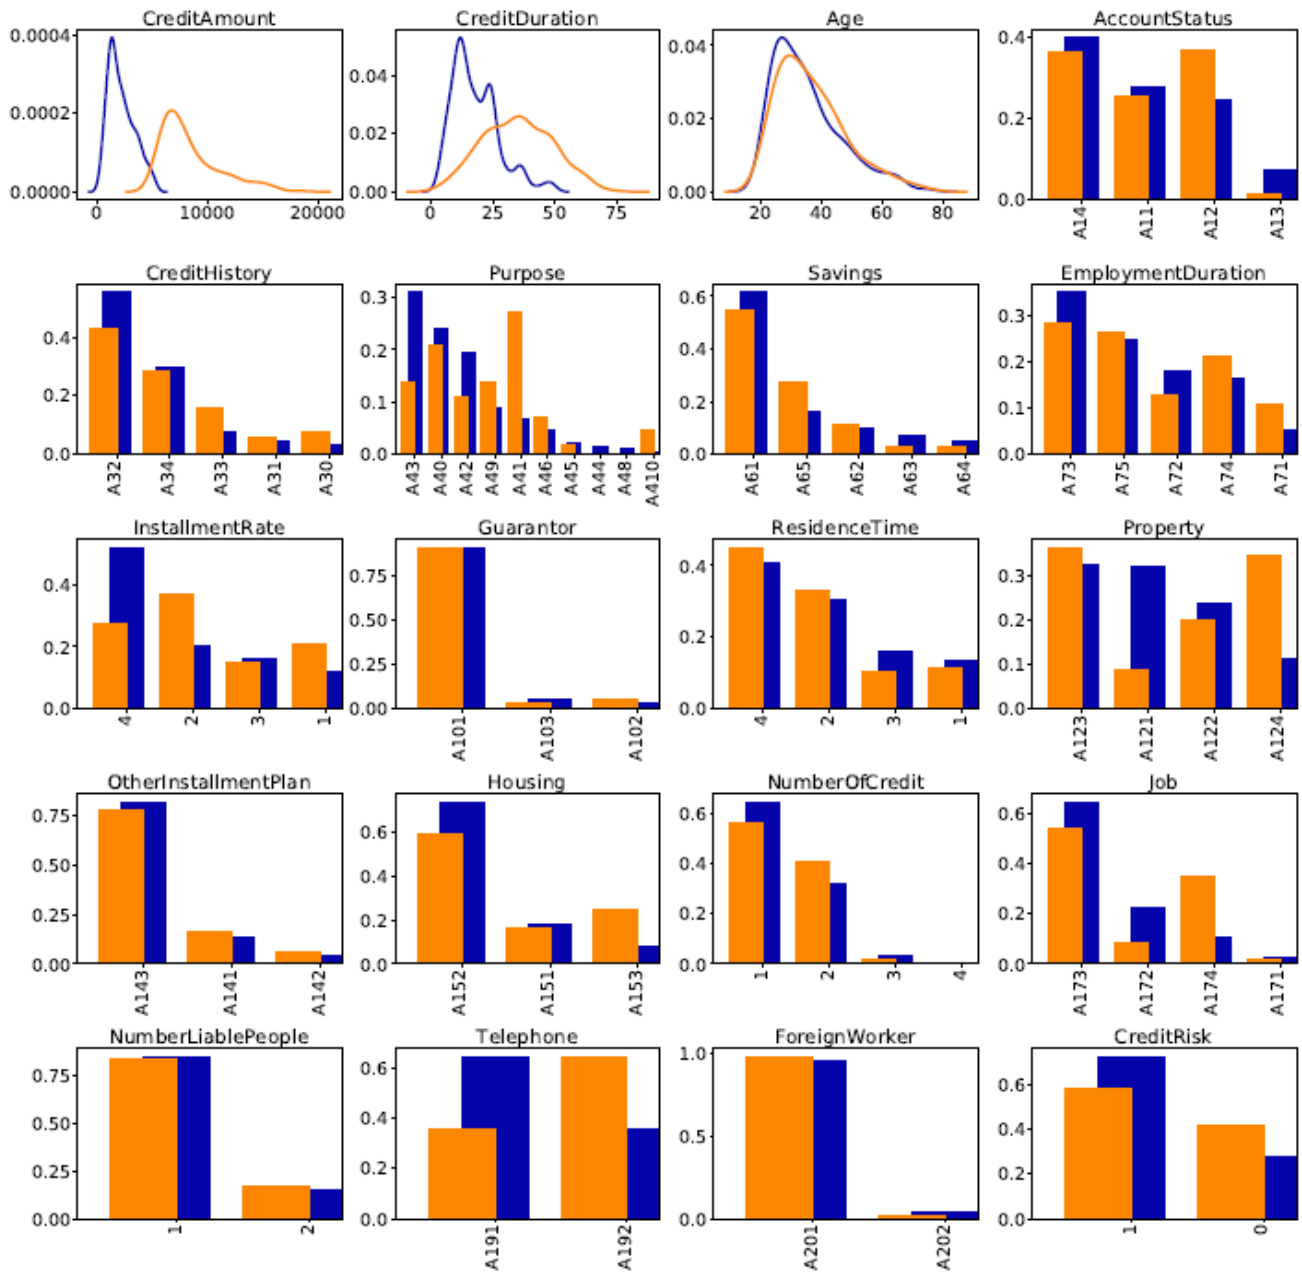 CreditAmount CreditDuration Age AccountStatus
0.0004 0.0002 0.0000 0 10000 20000
0.04 0.02 0.00 0 25 50 75
0.04 0.02 0.00 20 40 60 80
0.4 0.2 0.0 A14 A11 A12 A13
CreditHistory Purpose Savings EmploymentDuration
0.4 0.2 0.0 A32 A34 A33 A31 A30
0.3 0.2 0.1 0.0 A43 A40 A42 A49 A41 A46 A45 A44 A48 A410
0.6 0.4 0.2 0.0 A61 A65 A62 A63 A64
0.3 0.2 0.1 0.0 A73 A75 A72 A74 A71
InstallmentRate Guarantor ResidenceTime Property
0.4 0.2 0.0 4 2 3 1
0.75 0.50 0.25 0.00 A101 A103 A102
0.4 0.2 0.0 4 2 3 1
0.3 0.2 0.1 0.0 A123 A121 A122 A124
OtherInstallmentPlan Housing NumberOfCredit Job
0.75 0.50 0.25 0.00 A143 A141 A142
0.6 0.4 0.2 0.0 A152 A151 A153
0.6 0.4 0.2 0.0 1 2 3 4
0.6 0.4 0.2 0.0 A173 A172 A174 A171
NumberLiablePeople Telephone ForeignWorker CreditRisk
0.75 0.50 0.25 0.00 1 2
0.6 0.4 0.2 0.0 A191 A192
1.0 0.5 0.0 A201 A202
0.6 0.4 0.2 0.0 1 0